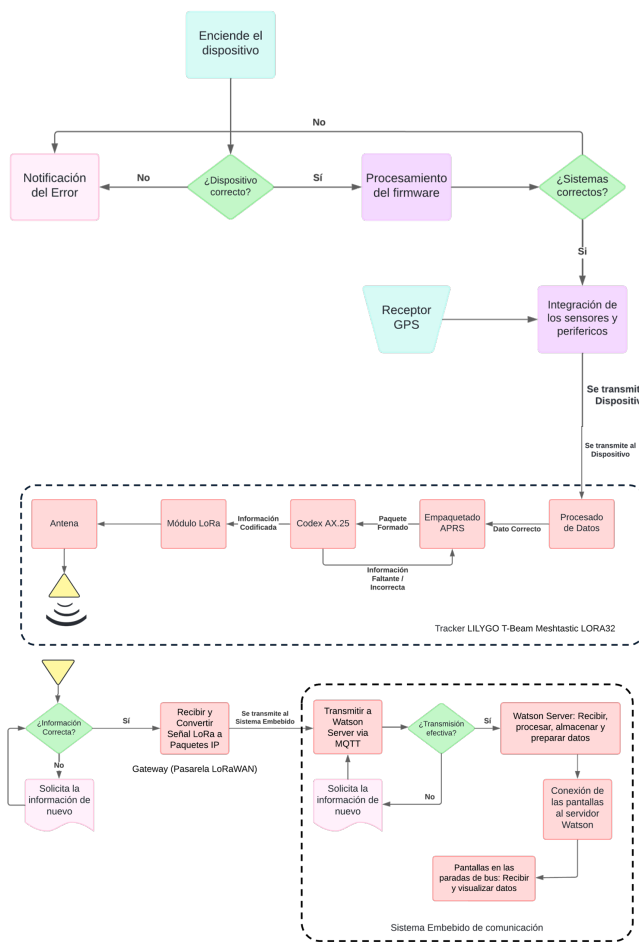 Enciende el
dispositivo
No
Notificación
del Error
No
¿Dispositivo
correcto?
Sí
Procesamiento
del firmware
¿Sistemas
correctos?
Si
Receptor
GPS
Integración de
los sensores y
perifericos
Se transmit
Dispositiv
Se transmite al
Dispositivo
Antena
Módulo LoRa
Información
Codificada
Codex AX.25
Paquete
Formado
Empaquetado
APRS
Dato Correcto
Procesado
de Datos
Información
Faltante /
Incorrecta
Tracker LILYGO T-Beam Meshtastic LORA32
¿Información
Correcta?
Sí
Recibir y
Convertir
Señal LoRa a
Paquetes IP
Se transmite al
Sistema Embebido
Transmitir a
Watson
Server via
MQTT
¿Transmisión
efectiva?
Sí
Watson Server: Recibir,
procesar, almacenar y
preparar datos
No
Solicita la
información de
nuevo
Gateway (Pasarela LoRaWAN)
Solicita la
información de
nuevo
No
Conexión de
las pantallas
al servidor
Watson
Pantallas en las
paradas de bus: Recibir
y visualizar datos
Sistema Embebido de comunicación